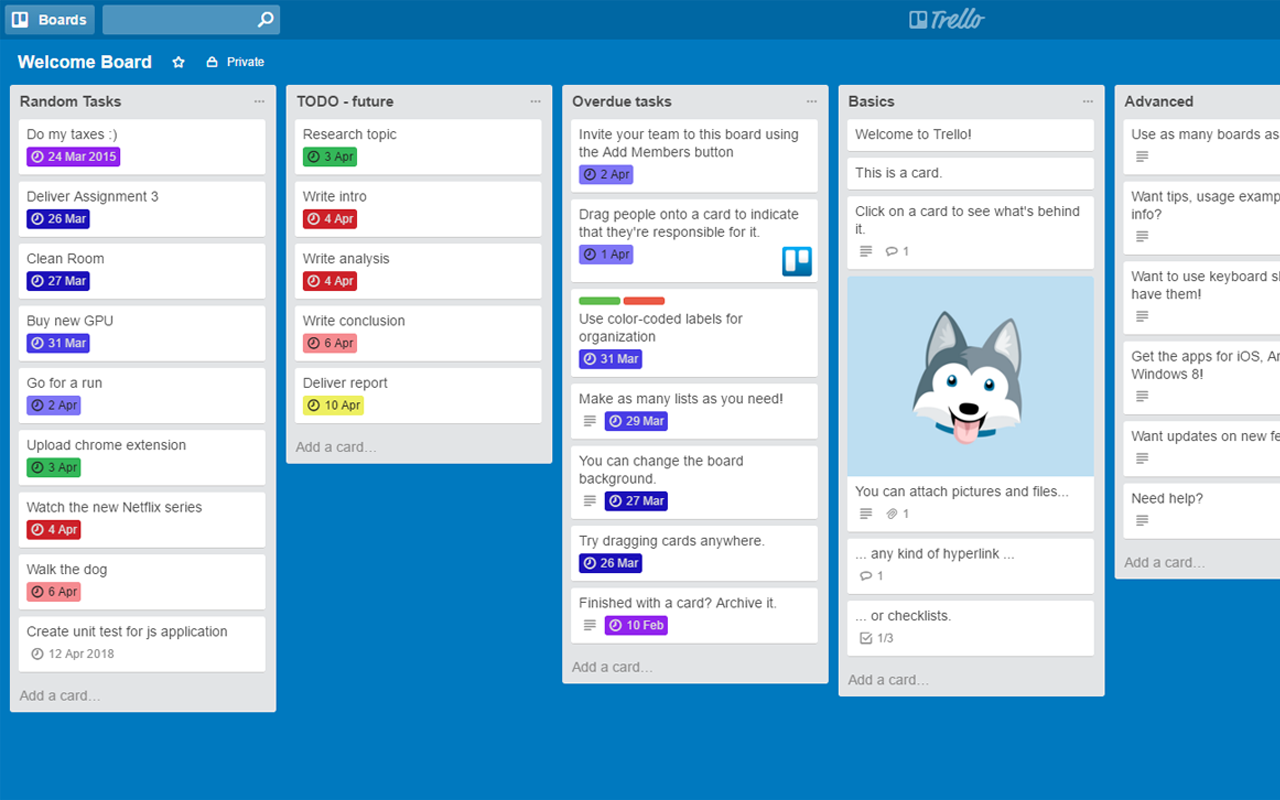 Boards
Trello
Welcome Board
Private
Random Tasks
Do my taxes :)
24 Mar 2015
Deliver Assignment 3
26 Mar
Clean Room
27 Mar
Buy new GPU
31 Mar
Go for a run
2 Apr
Upload chrome extension
3 Apr
Watch the new Netflix series
4 Apr
Walk the dog
6 Apr
Create unit test for js application
12 Apr 2018
Add a card…
TODO - future
Research topic
3 Apr
Write intro
4 Apr
Write analysis
4 Apr
Write conclusion
6 Apr
Deliver report
10 Apr
Add a card…
Overdue tasks
Invite your team to this board using
the Add Members button
2 Apr
Drag people onto a card to indicate
that they're responsible for it.
1 Apr
Use color-coded labels for
organization
31 Mar
Make as many lists as you need!
29 Mar
You can change the board
background.
27 Mar
Try dragging cards anywhere.
26 Mar
Finished with a card? Archive it.
10 Feb
Add a card…
Basics
Welcome to Trello!
This is a card.
Click on a card to see what's behind
it.
1
You can attach pictures and files...
1
... any kind of hyperlink ...
1
... or checklists.
1/3
Add a card…
Advanced
Use as many boards as
Want tips, usage examp
info?
Want to use keyboard s
have them!
Get the apps for iOS, A
Windows 8!
Want updates on new fe
Need help?
Add a card…